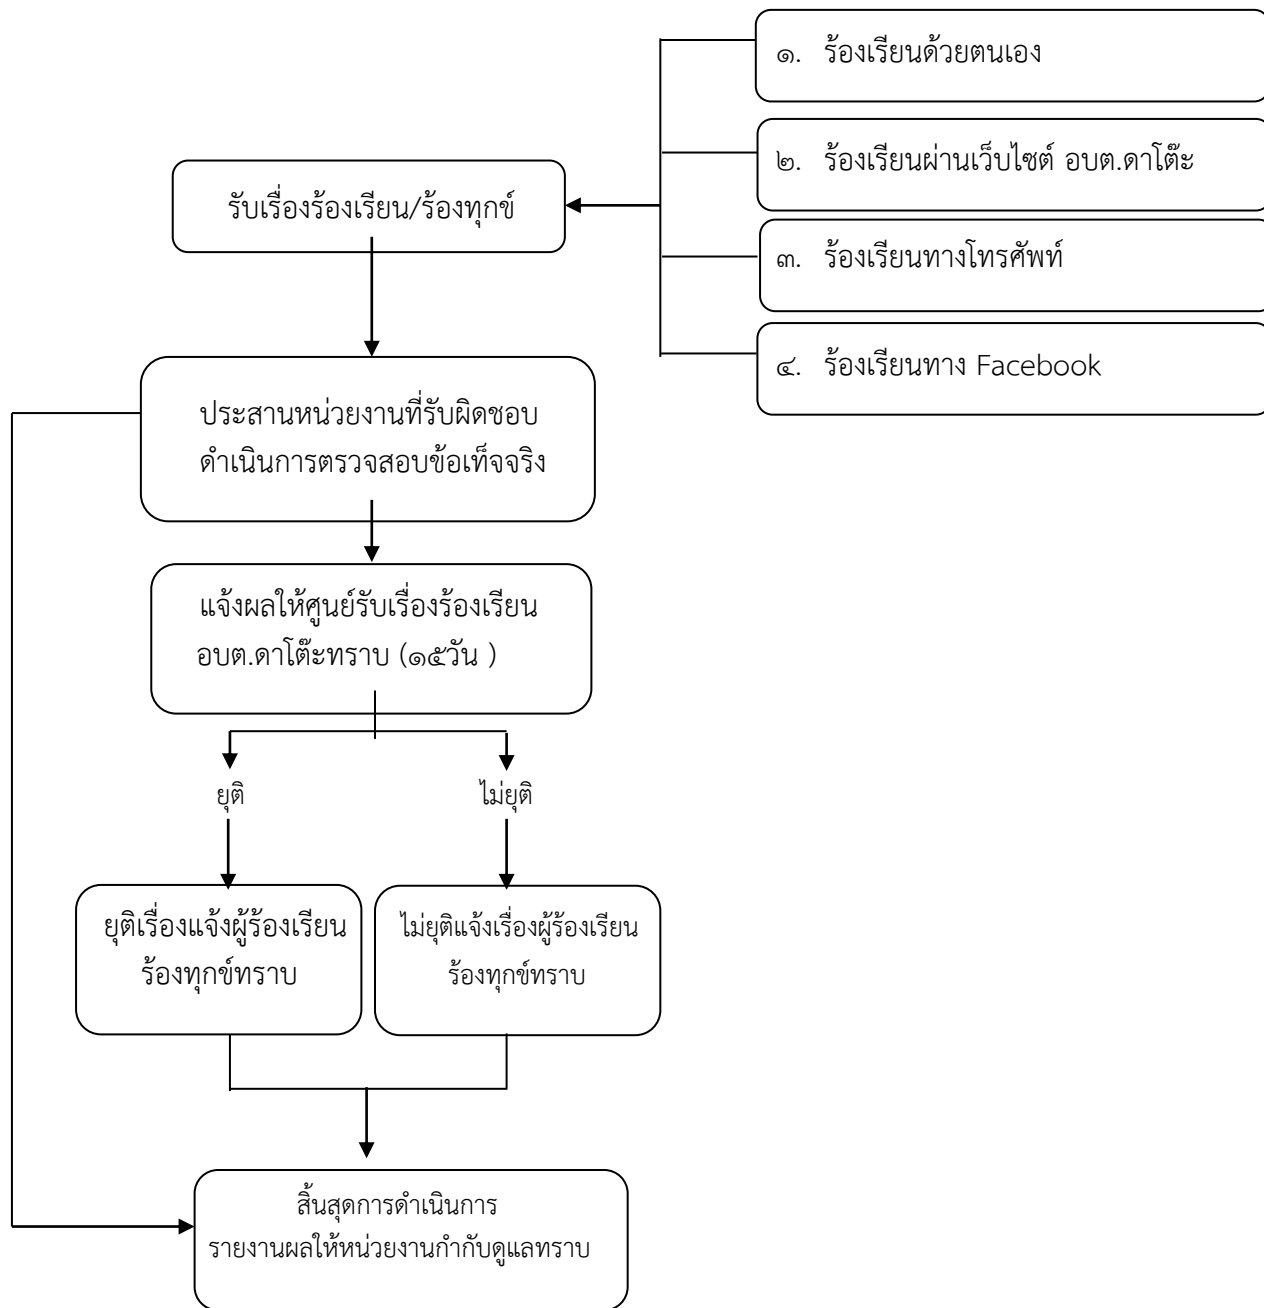 ๑. ร้องเรียนด้วยตนเอง
๒. ร้องเรียนผ่านเว็บไซต์ อบต.ดาโต๊ะ
รับเรื่องร้องเรียน/ร้องทุกข์
๓. ร้องเรียนทางโทรศัพท์
๔. ร้องเรียนทาง Facebook
ประสานหน่วยงานที่รับผิดชอบ
ดำเนินการตรวจสอบข้อเท็จจริง
แจ้งผลให้ศูนย์รับเรื่องร้องเรียน
อบต.ดาโต๊ะทราบ (๑๕วัน )
ยุติ
ไม่ยุติ
ยุติเรื่องแจ้งผู้ร้องเรียน
ร้องทุกข์ทราบ
ไม่ยุติแจ้งเรื่องผู้ร้องเรียน
ร้องทุกข์ทราบ
สิ้นสุดการดำเนินการ
รายงานผลให้หน่วยงานกำกับดูแลทราบ